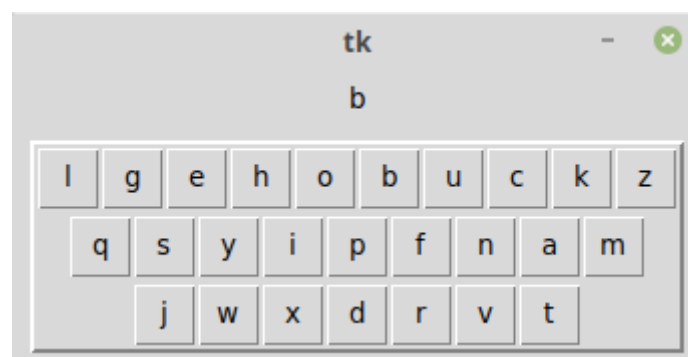 tk
b
l g e h o b u c k z
q s y i p f n a m
j w x d r v t